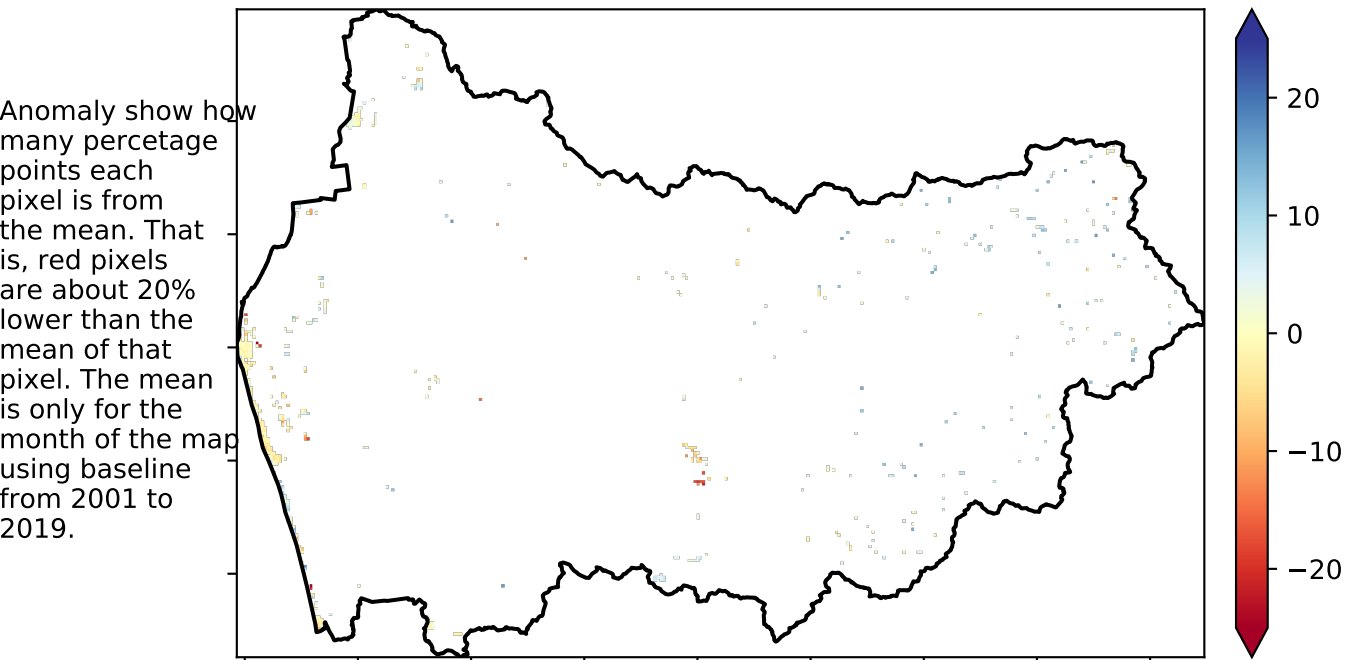 Anomaly show how
many percetage
points each
pixel is from
the mean. That
is, red pixels
are about 20%
lower than the
mean of that
pixel. The mean
is only for the
month of the map
using baseline
from 2001 to
2019.
20
10
0
−10
−20